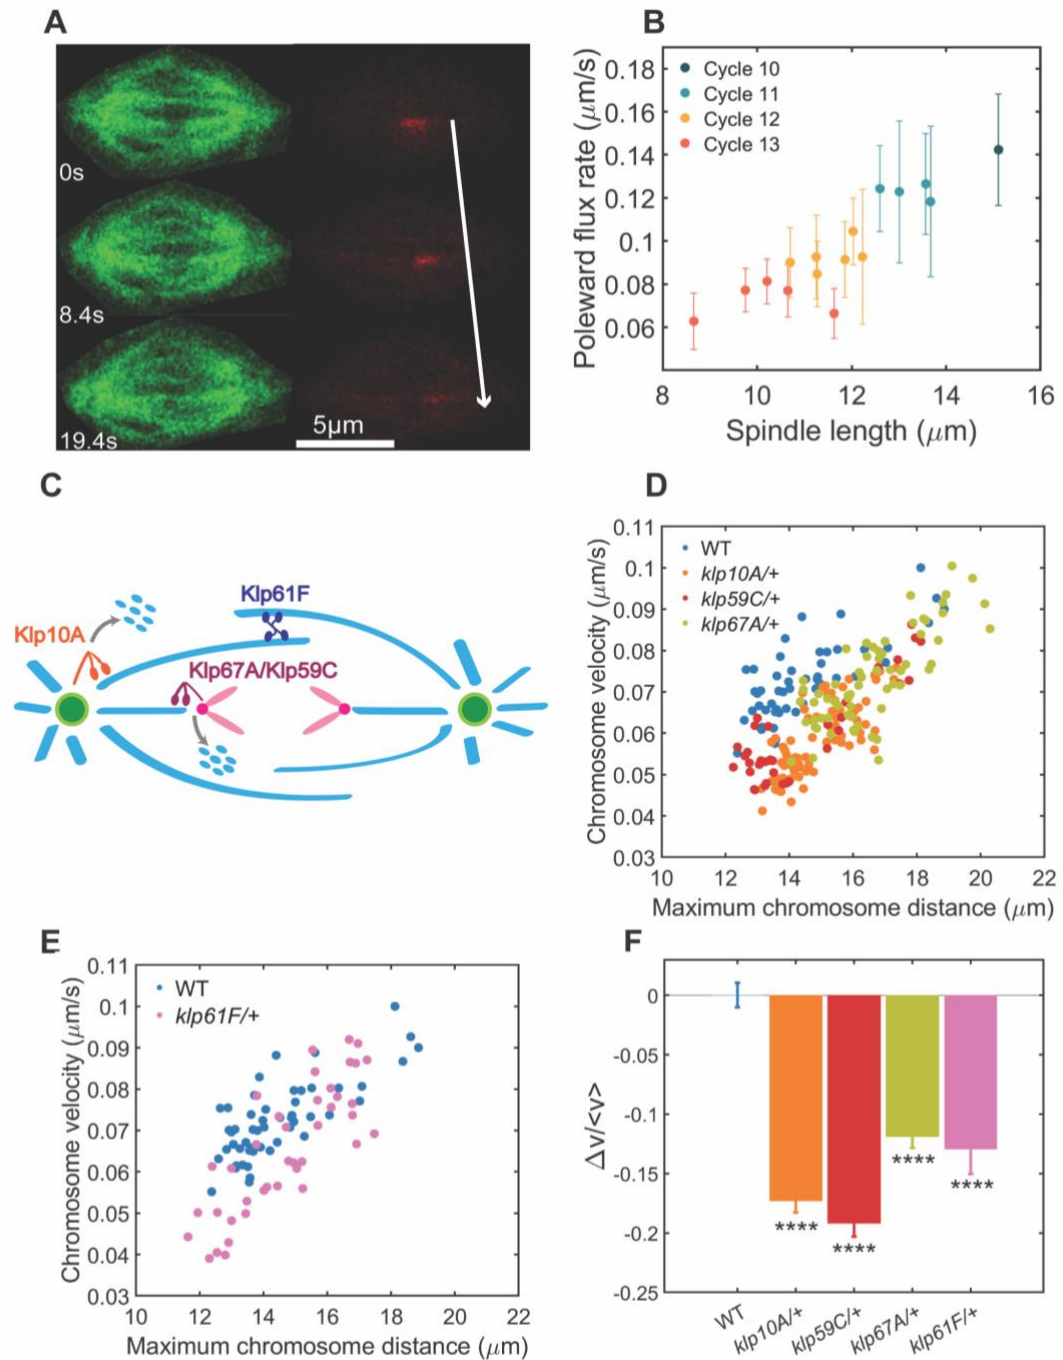 A
0s
8.4s
19.4s
5μm
B
Poleward flux rate (μm/s)
0.18
0.16
0.14
0.12
0.1
0.08
0.06
Cycle 10
Cycle 11
Cycle 12
Cycle 13
8 10 12 14 16
Spindle length (μm)
C
Klp61F
Klp10A
Klp67A/Klp59C
D
Chromosome velocity (μm/s)
0.11
0.1
0.09
0.08
0.07
0.06
0.05
0.04
0.03
WT
klp10A/+
klp59C/+
klp67A/+
10 12 14 16 18 20 22
Maximum chromosome distance (μm)
E
Chromosome velocity (μm/s)
0.11
0.1
0.09
0.08
0.07
0.06
0.05
0.04
0.03
WT
klp61F/+
10 12 14 16 18 20 22
Maximum chromosome distance (μm)
F
Δv/<v>
0
-0.05
-0.1
-0.15
-0.2
-0.25
****
****
****
****
WT
klp10A/+
klp59C/+
klp67A/+
klp61F/+